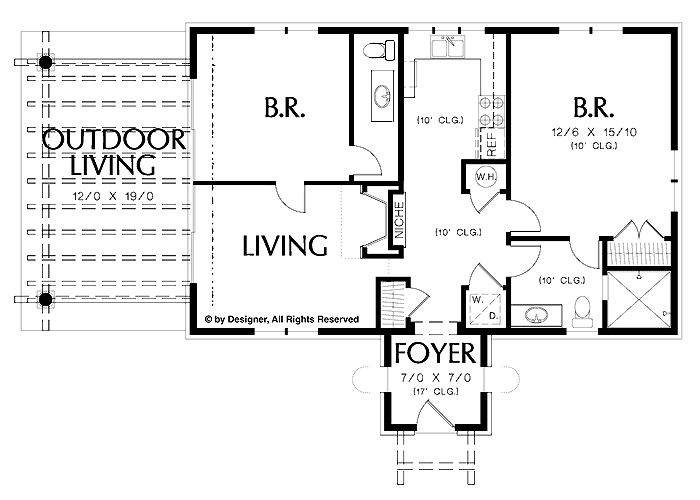 B.R.
B.R.
12/6 X 15/10
(10' CLG.)
(10' CLG.)
REF.
W.H.
OUTDOOR
LIVING
12/0 X 19/0
LIVING
NICHE
(10' CLG.)
(10' CLG.)
W.
D.
© by Designer, All Rights Reserved
FOYER
7/0 X 7/0
(17' CLG.)